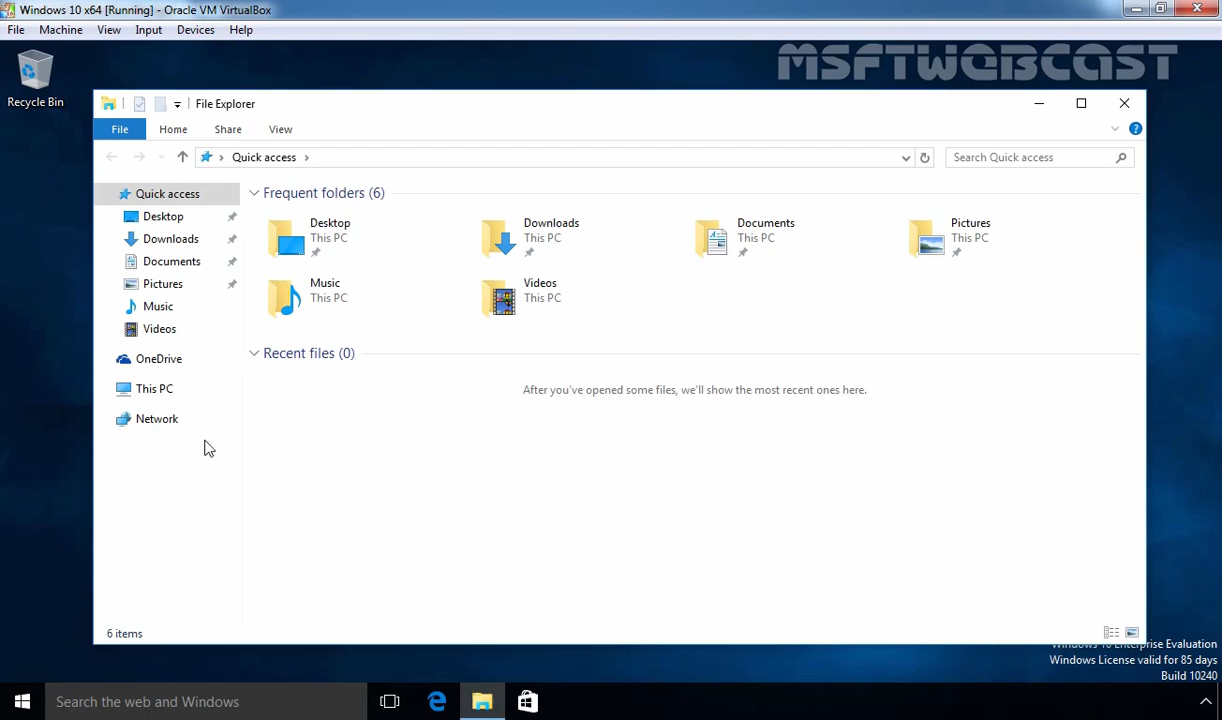 Windows 10 x64 [Running] - Oracle VM VirtualBox
File Machine View Input Devices Help
MSFTWEBCAST
Recycle Bin
File Explorer
File Home Share View
Quick access
Search Quick access
Quick access
Desktop
Downloads
Documents
Pictures
Music
Videos
OneDrive
This PC
Network
Frequent folders (6)
Desktop
This PC
Downloads
This PC
Documents
This PC
Pictures
This PC
Music
This PC
Videos
This PC
Recent files (0)
After you've opened some files, we'll show the most recent ones here.
6 items
Windows 10 Enterprise Evaluation
Windows License valid for 85 days
Build 10240
Search the web and Windows